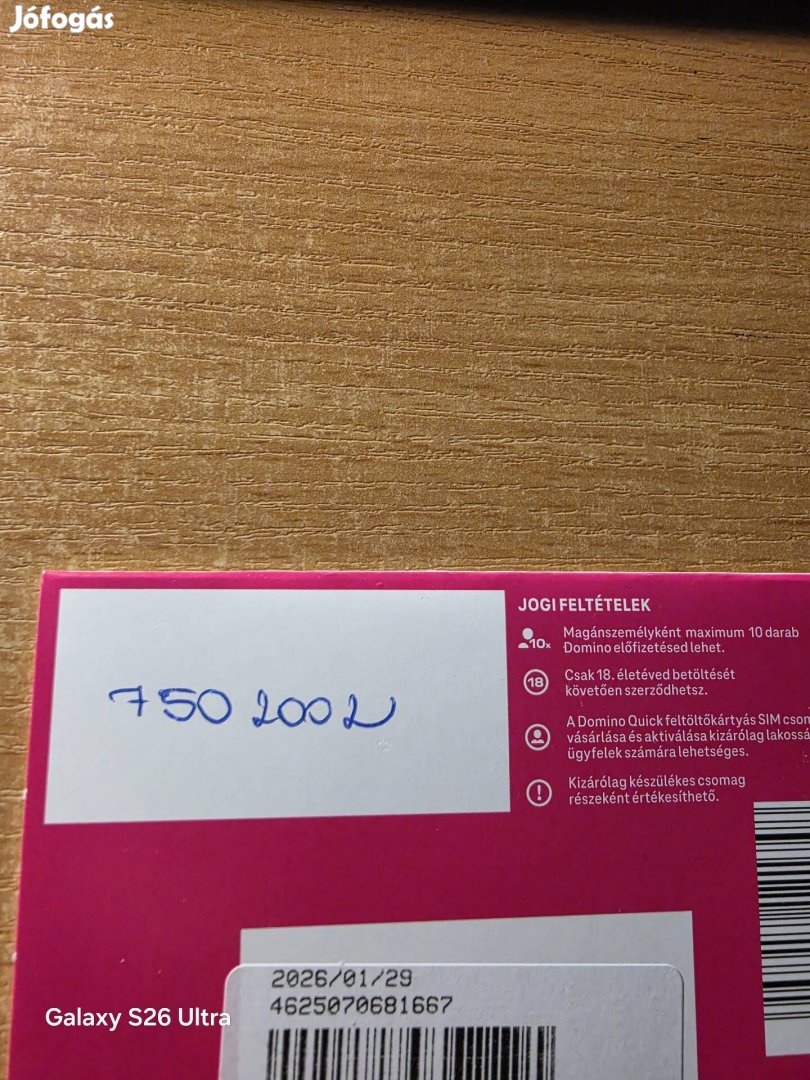 Jófogás
750 2002
JOGI FELTÉTELEK
10x
Magánszemélyként maximum 10 darab
Domino előfizetésed lehet.
18
Csak 18. életéved betöltését
követően szerződhetsz.
A Domino Quick feltöltőkártyás SIM
vásárlása és aktiválása kizárólag
ügyfelek számára lehetséges.
Kizárólag készülékes csomag
részeként értékesíthető.
2026/01/29
4625070681667
Galaxy S26 Ultra